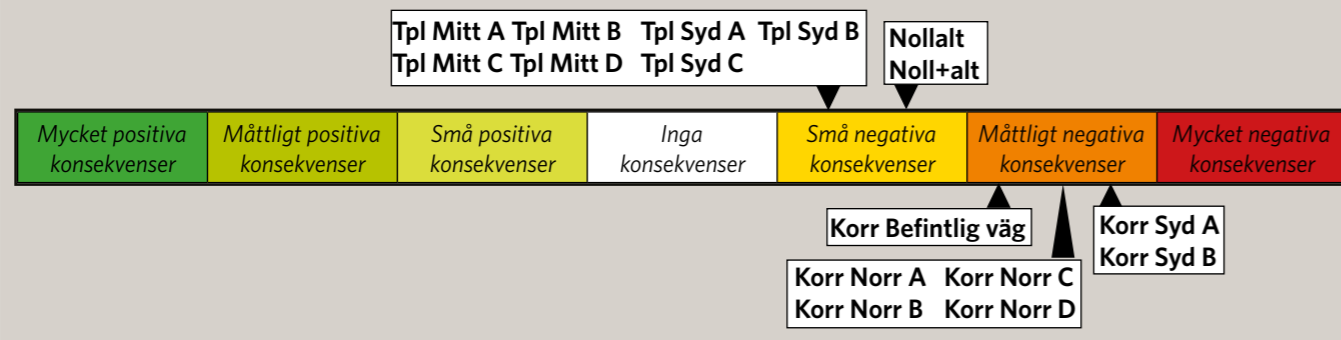 Tpl Mitt A Tpl Mitt B Tpl Syd A Tpl Syd B
Tpl Mitt C Tpl Mitt D Tpl Syd C
Nollalt
Noll+alt
Mycket positiva
konsekvenser
Måttligt positiva
konsekvenser
Små positiva
konsekvenser
Inga
konsekvenser
Små negativa
konsekvenser
Måttligt negativa
konsekvenser
Mycket negativa
konsekvenser
Korr Befintlig väg
Korr Norr A Korr Norr C
Korr Norr B Korr Norr D
Korr Syd A
Korr Syd B